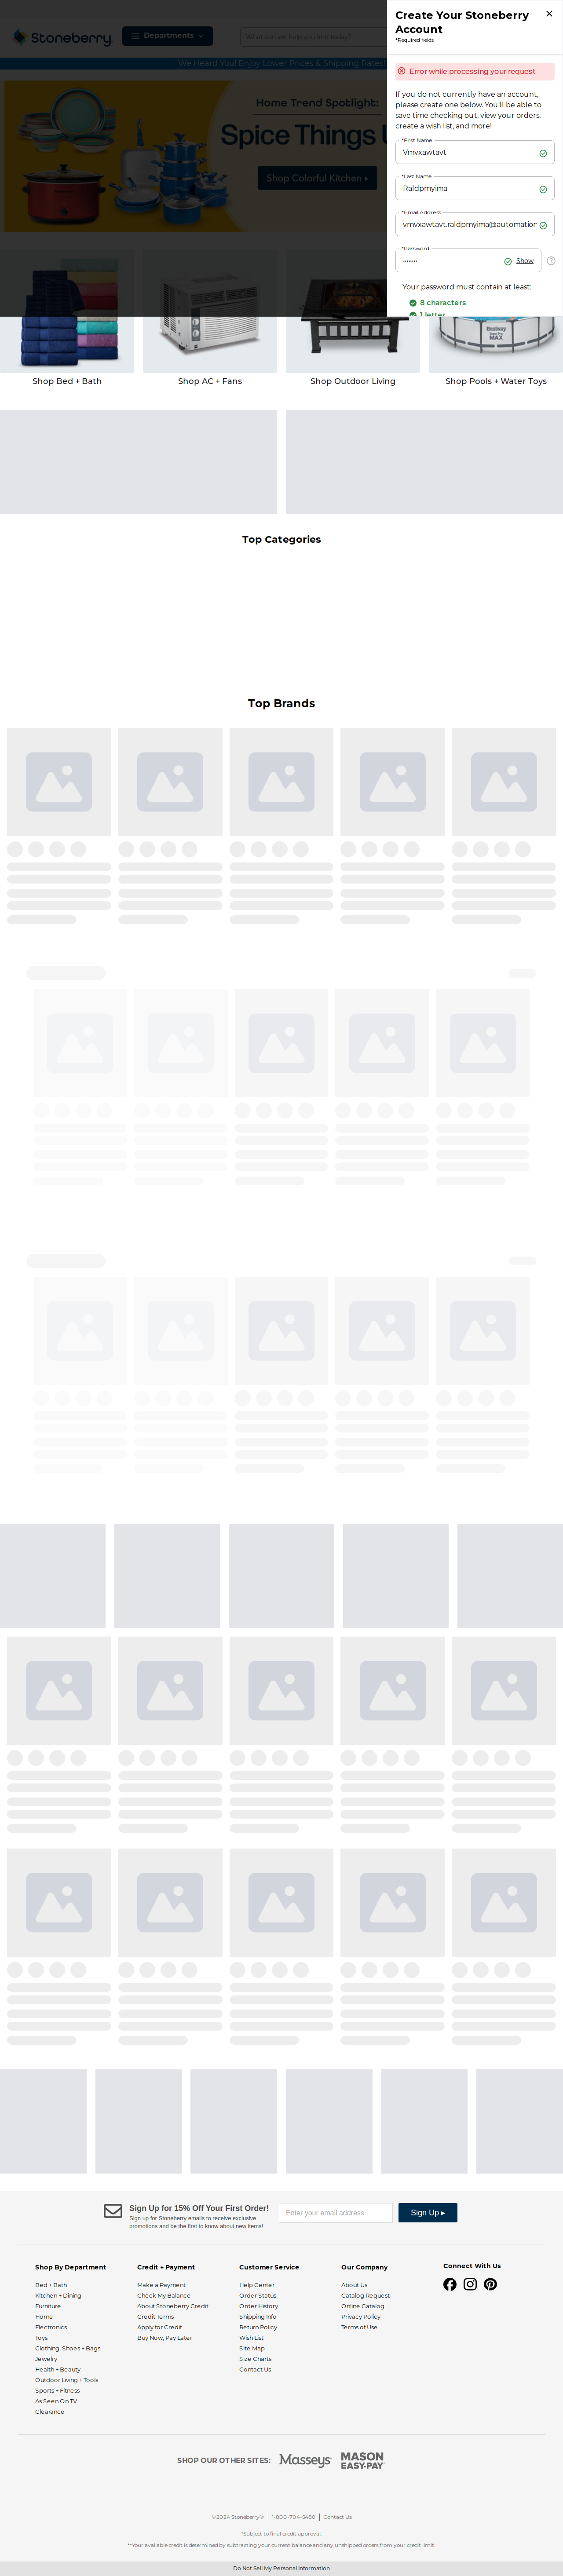 Stoneberry
Departments
What can we help you find today?
We Heard You! Enjoy Lower Prices & Shipping Rates!
Home Trend Spotlight:
Spice Things U
Shop Colorful Kitchen
Create Your Stoneberry Account
*Required fields
Error while processing your request
If you do not currently have an account,
please create one below. You'll be able to
save time checking out, view your orders,
create a wish list, and more!
*First Name
Vmvxawtavt
*Last Name
Raldpmyima
*Email Address
vmvxawtavt.raldpmyima@automation
*Password
••••••••
Show
Your password must contain at least:
8 characters
1 letter
Bestway
MAX
Shop Bed + Bath
Shop AC + Fans
Shop Outdoor Living
Shop Pools + Water Toys
Top Categories
Top Brands
Sign Up for 15% Off Your First Order!
Sign up for Stoneberry emails to receive exclusive
promotions and be the first to know about new items!
Enter your email address
Sign Up ▸
Shop By Department
Bed + Bath
Kitchen + Dining
Furniture
Home
Electronics
Toys
Clothing, Shoes + Bags
Jewelry
Health + Beauty
Outdoor Living + Tools
Sports + Fitness
As Seen On TV
Clearance
Credit + Payment
Make a Payment
Check My Balance
About Stoneberry Credit
Credit Terms
Apply for Credit
Buy Now, Pay Later
Customer Service
Help Center
Order Status
Order History
Shipping Info
Return Policy
Wish List
Site Map
Size Charts
Contact Us
Our Company
About Us
Catalog Request
Online Catalog
Privacy Policy
Terms of Use
Connect With Us
SHOP OUR OTHER SITES:
Masseys
MASON EASY-PAY
©2024 Stoneberry® | 1-800-704-5480 | Contact Us
*Subject to final credit approval.
**Your available credit is determined by subtracting your current balance and any unshipped orders from your credit limit.
Do Not Sell My Personal Information